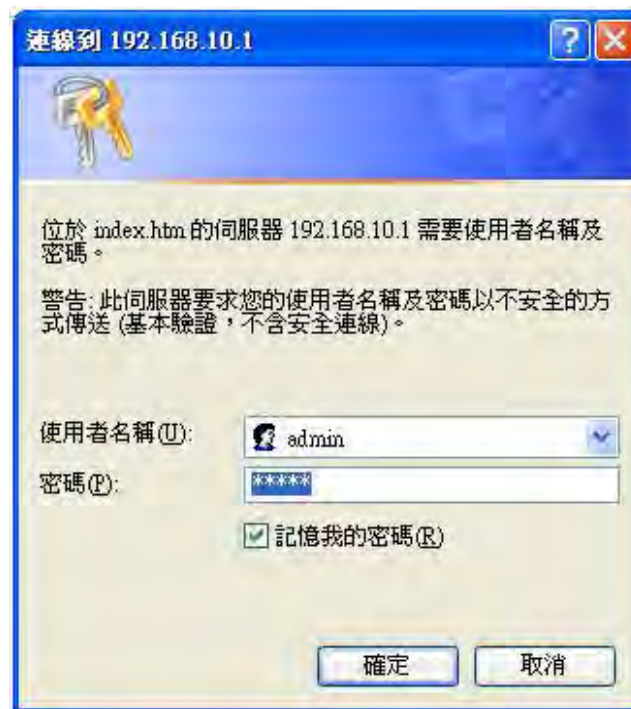 連線到 192.168.10.1
位於 index.htm 的伺服器 192.168.10.1 需要使用者名稱及
密碼。
警告: 此伺服器要求您的使用者名稱及密碼以不安全的方
式傳送 (基本驗證，不含安全連線)。
使用者名稱(U):
admin
密碼(P):
*****
記憶我的密碼(R)
確定
取消